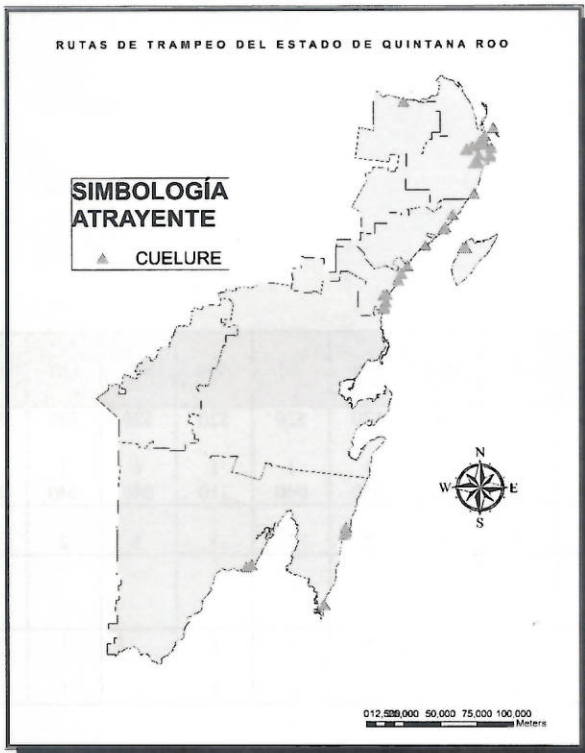 RUTAS DE TRAMPEO DEL ESTADO DE QUINTANA ROO
SIMBOLOGÍA
ATRAYENTE
CUELURE
N
W E
S
50,000 75,000 100,000
Meters